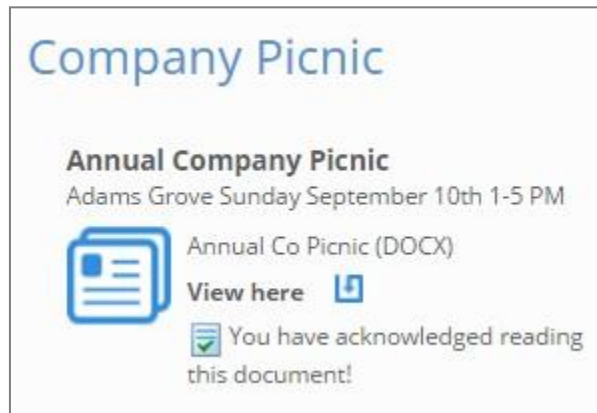 Company Picnic
Annual Company Picnic
Adams Grove Sunday September 10th 1-5 PM
Annual Co Picnic (DOCX)
View here
You have acknowledged reading
this document!